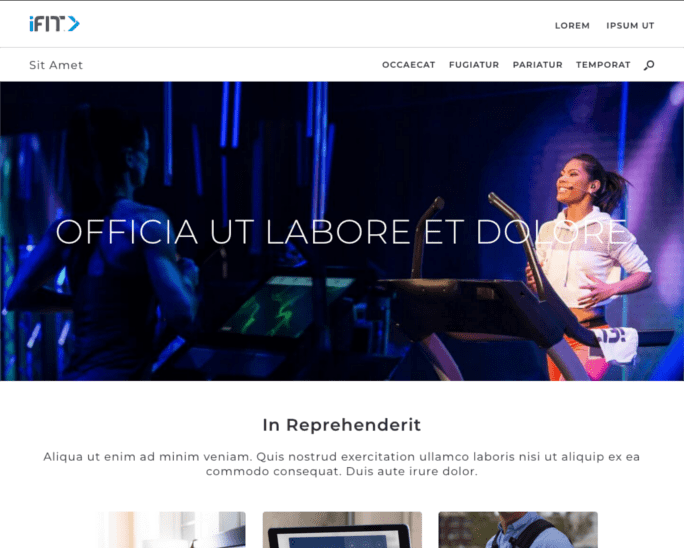 iFIT
LOREM IPSUM UT
Sit Amet
OCCAECAT FUGIATUR PARIATUR TEMPORAT
OFFICIA UT LABORE ET DOLORE
In Reprehenderit
Aliqua ut enim ad minim veniam. Quis nostrud exercitation ullamco laboris nisi ut aliquip ex ea
commodo consequat. Duis aute irure dolor.